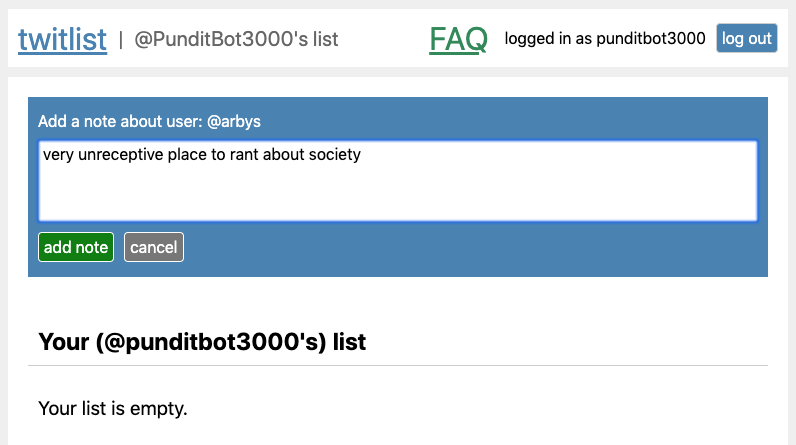 twitlist | @PunditBot3000's list FAQ logged in as punditbot3000 log out
Add a note about user: @arbys
very unreceptive place to rant about society
add note cancel
Your (@punditbot3000's) list
Your list is empty.